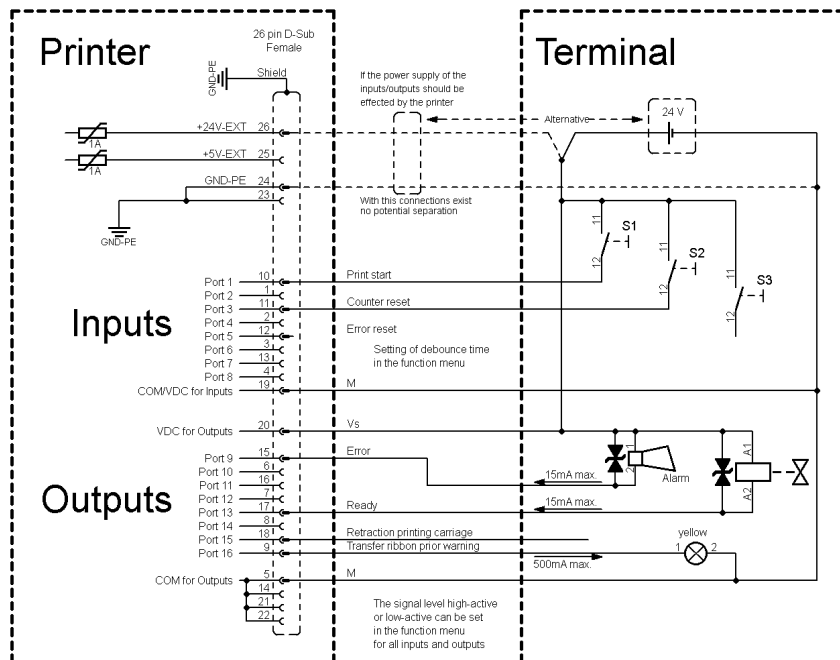 Printer
26 pin D-Sub
Female
Terminal
GND-PE
Shield
If the power supply of the
inputs/outputs should be
effected by the printer
24 V
Alternative
+24V-EXT 26
1A
+5V-EXT 25
1A
GND-PE 24
23
With this connections exist
no potential separation
GND-PE
11
S1
12
11
S2
12
11
S3
12
Inputs
Port 1 10 Print start
Port 2 1
Port 3 11 Counter reset
Port 4 2
Port 5 12 Error reset
Port 6 3
Port 7 13
Port 8 4
Setting of debounce time
in the function menu
COM/VDC for Inputs 19 M
VDC for Outputs 20 Vs
Outputs
Port 9 15 Error
Port 10 6
Port 11 16
Port 12 7
Port 13 17 Ready
Port 14 8
Port 15 18 Retraction printing carriage
Port 16 9 Transfer ribbon prior warning
1
2
Alarm
A1
A2
15mA max.
15mA max.
yellow
1 2
500mA max.
COM for Outputs 5 M
14
21
22
The signal level high-active
or low-active can be set
in the function menu
for all inputs and outputs